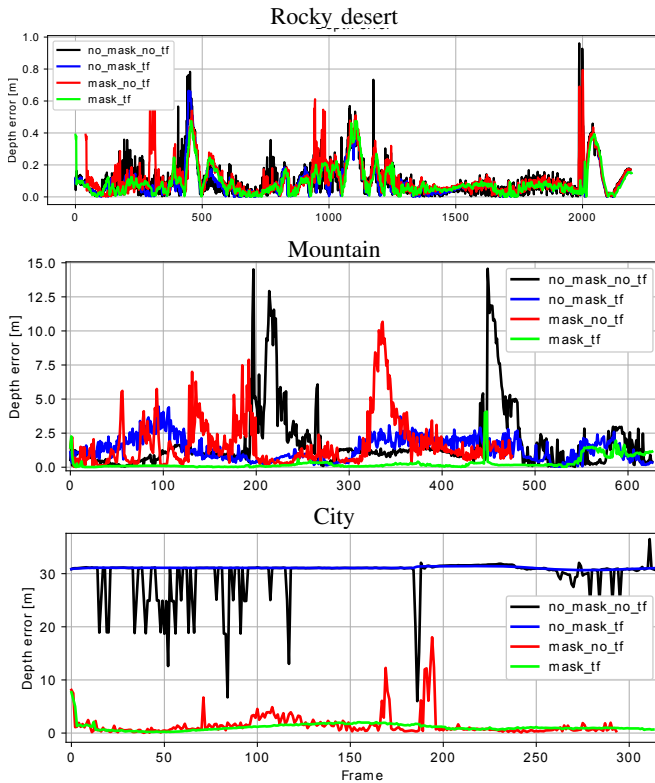 Rocky desert
Depth error [m]
1.0
0.8
0.6
0.4
0.2
0.0
no_mask_no_tf
no_mask_tf
mask_no_tf
mask_tf
0 500 1000 1500 2000
Mountain
Depth error [m]
15.0
12.5
10.0
7.5
5.0
2.5
0.0
no_mask_no_tf
no_mask_tf
mask_no_tf
mask_tf
0 100 200 300 400 500 600
City
Depth error [m]
30
20
10
0
no_mask_no_tf
no_mask_tf
mask_no_tf
mask_tf
0 50 100 150 200 250 300
Frame